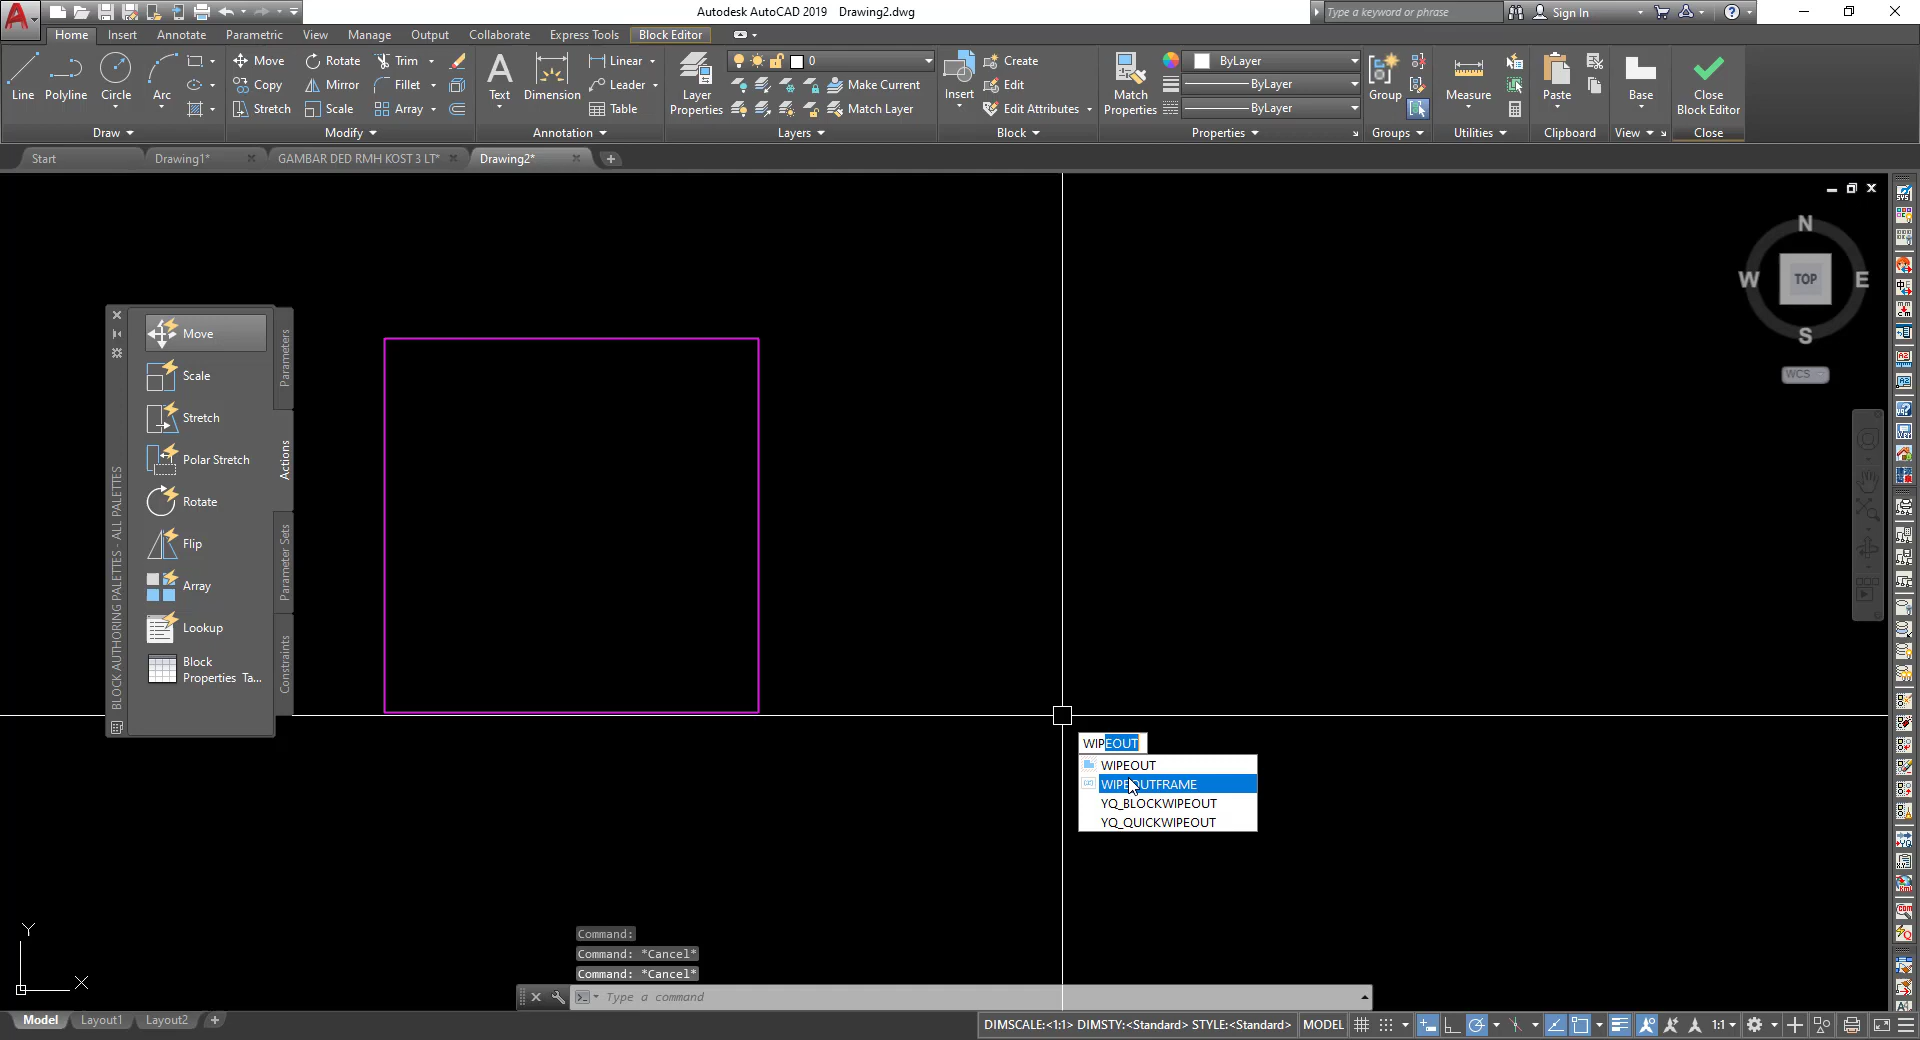 Autodesk AutoCAD 2019 Drawing2.dwg
Type a keyword or phrase
Sign In
Home Insert Annotate Parametric View Manage Output Collaborate Express Tools Block Editor
Line
Polyline
Circle
Arc
Draw
Move
Copy
Stretch
Rotate
Mirror
Scale
Trim
Fillet
Array
Modify
Text
Dimension
Linear
Leader
Table
Annotation
Layer
Properties
0
Make Current
Match Layer
Layers
Insert
Create
Edit
Edit Attributes
Block
Match
Properties
ByLayer
ByLayer
ByLayer
Properties
Group
Groups
Measure
Utilities
Paste
Clipboard
Base
View
Close
Block Editor
Close
Start
Drawing1*
GAMBAR DED RMH KOST 3 LT*
Drawing2*
N
W
TOP
E
S
WCS
BLOCK AUTHORING PALETTES - ALL PALETTES
Move
Scale
Stretch
Polar Stretch
Rotate
Flip
Array
Lookup
Block
Properties Ta...
Parameters
Actions
Parameter Sets
Constraints
WIPEOUT
WIPEOUT
WIPEOUTFRAME
YQ_BLOCKWIPEOUT
YQ_QUICKWIPEOUT
Y
X
Command:
Command: *Cancel*
Command: *Cancel*
Type a command
Model Layout1 Layout2
DIMSCALE:<1:1> DIMSTY:<Standard> STYLE:<Standard>
MODEL
1:1